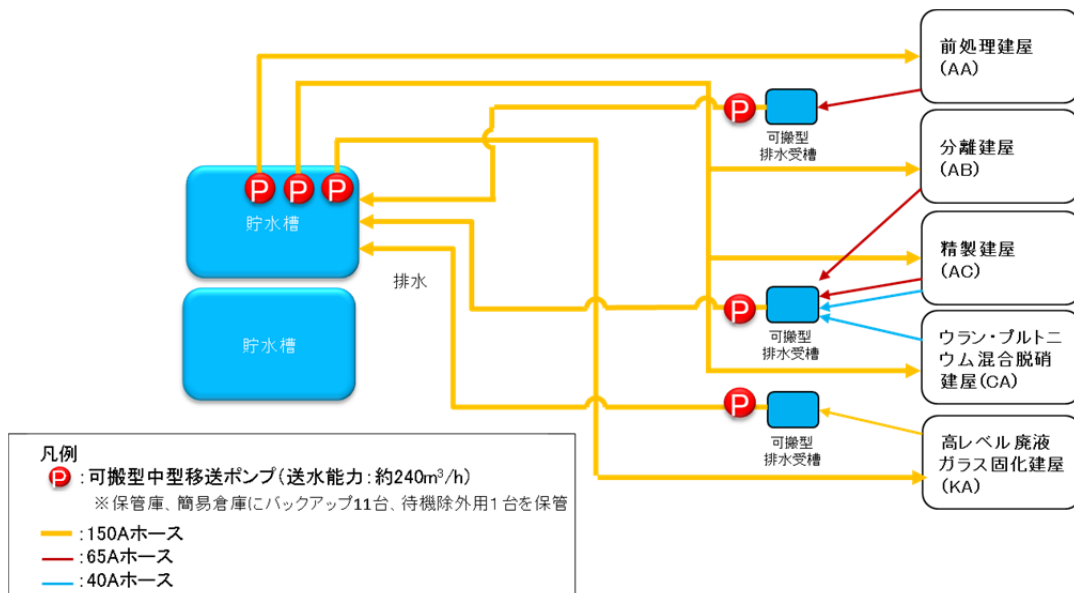 前処理建屋
(AA)
可搬型
排水受槽
分離建屋
(AB)
貯水槽
排水
精製建屋
(AC)
可搬型
排水受槽
貯水槽
ウラン・プルトニ
ウム混合脱硝
建屋(CA)
可搬型
排水受槽
高レベル廃液
ガラス固化建屋
(KA)
P
P
P
P
P
P
凡例
P:可搬型中型移送ポンプ(送水能力:約240m³/h)
※保管庫、簡易倉庫にバックアップ11台、待機除外用1台を保管
:150Aホース
:65Aホース
:40Aホース